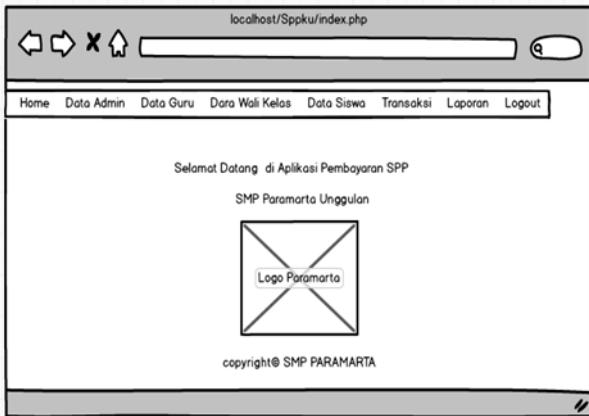 localhost/Sppku/index.php
Home Data Admin Data Guru Dara Wali Kelas Data Siswa Transaksi Laporan Logout
Selamat Datang di Aplikasi Pembayaran SPP
SMP Paramarta Unggulan
Logo Paramarta
copyright@ SMP PARAMARTA